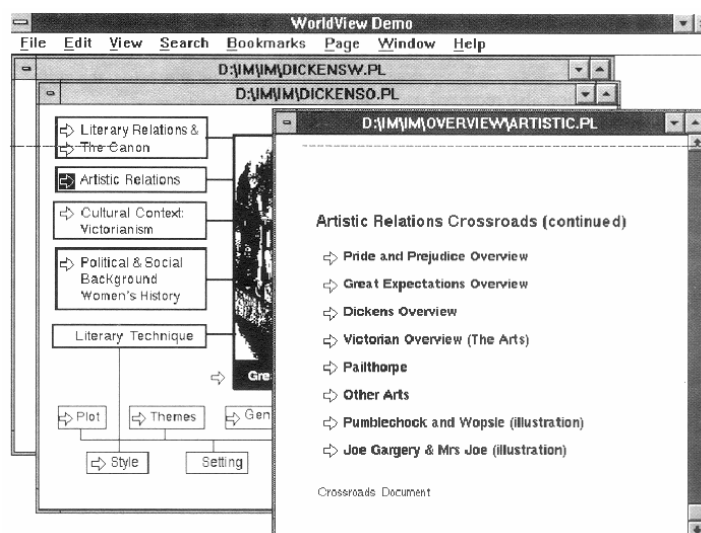 WorldView Demo
File Edit View Search Bookmarks Page Window Help
D:\IM\IM\DICKENSW.PL
D:\IM\IM\DICKENSO.PL
Literary Relations &
The Canon
Artistic Relations
Cultural Context:
Victorianism
Political & Social
Background
Women's History
Literary Technique
Gre
Plot
Themes
Gen
Style
Setting
D:\IM\IM\OVERVIEW\ARTISTIC.PL
Artistic Relations Crossroads (continued)
Pride and Prejudice Overview
Great Expectations Overview
Dickens Overview
Victorian Overview (The Arts)
Pailthorpe
Other Arts
Pumblechock and Wopsle (illustration)
Joe Gargery & Mrs Joe (illustration)
Crossroads Document